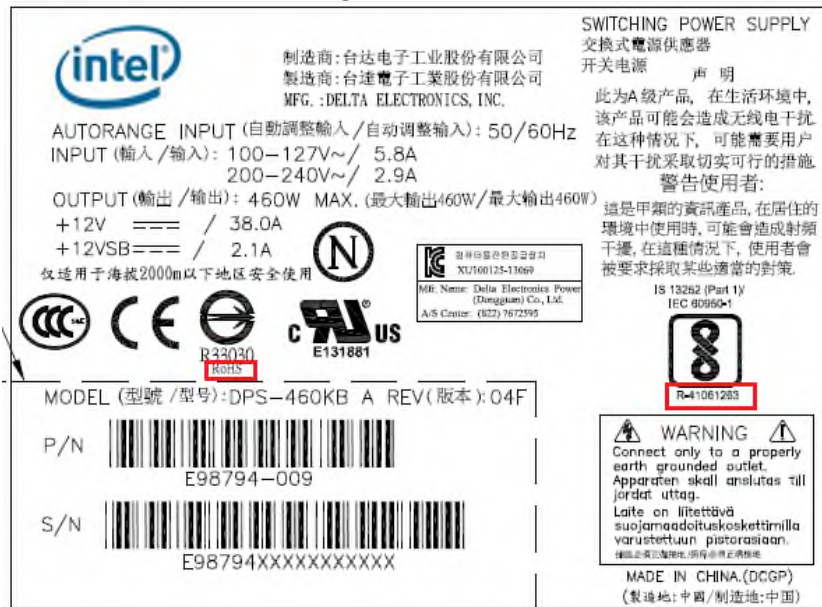 intel
制造商:台达电子工业股份有限公司
製造商:台達電子工業股份有限公司
MFG. :DELTA ELECTRONICS, INC.
AUTORANGE INPUT (自動調整輸入/自动调整输入): 50/60Hz
INPUT (輸入/输入): 100-127V~/ 5.8A
200-240V~/ 2.9A
OUTPUT (輸出/输出): 460W MAX. (最大輸出460W/最大输出460W)
+12V / 38.0A
+12VSB / 2.1A
仅适用于海拔2000m以下地区安全使用
N
XU100125-13069
Mfr. Name: Delta Electronics Power
(Dongguan) Co., Ltd.
A/S Center: (822) 7672595
CCC S&E
CE
R33030
RoHS
C US
E131881
MODEL (型號/型号):DPS-460KB A REV(版本):04F
P/N
E98794-009
S/N
E98794XXXXXXXXXXX
SWITCHING POWER SUPPLY
交換式電源供應器
开关电源
声 明
此为A级产品, 在生活环境中,
该产品可能会造成无线电干扰.
在这种情况下, 可能需要用户
对其干扰采取切实可行的措施
警告使用者:
這是甲類的資訊產品,在居住的
環境中使用時,可能會造成射頻
干擾,在這種情況下, 使用者會
被要求採取某些適當的對策.
IS 13252 (Part 1)/
IEC 60950-1
R-41061263
WARNING
Connect only to a properly
earth grounded outlet.
Apparaten skall anslutas till
jordat uttag.
Laite on liitettävä
suojamaadoituskoskettimilla
varustettuun pistorasiaan.
MADE IN CHINA.(DCGP)
(製造地:中國/制造地:中国)